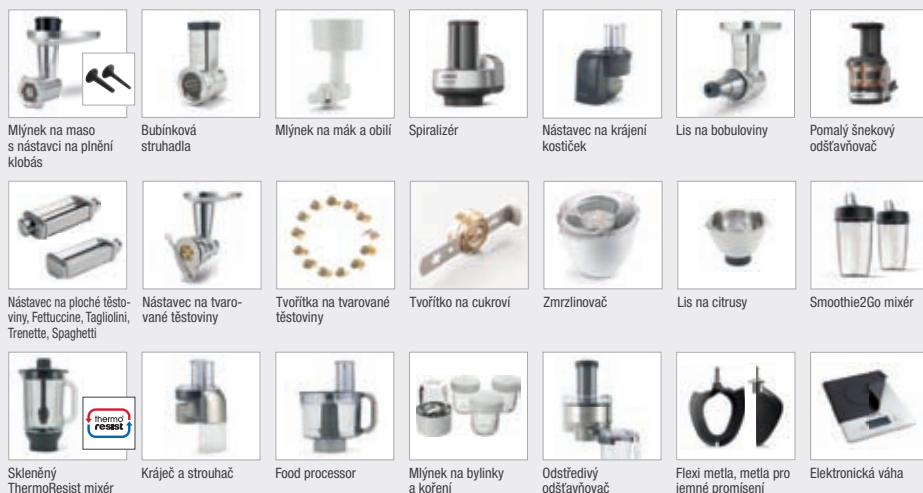 Mlýnek na maso
s nástavci na plnění
klobás
Bubínková
struhadla
Mlýnek na mák a obilí
Spiralizér
Nástavec na krájení
kostiček
Lis na bobuloviny
Pomalý šnekový
odšťavňovač
Nástavec na ploché těsto-
viny, Fettuccine, Tagliolini,
Trenette, Spaghetti
Nástavec na tvaro-
vané těstoviny
Tvořítka na tvarované
těstoviny
Tvořítko na cukroví
Zmrzlinovač
Lis na citrusy
Smoothie2Go mixér
thermo
resist
Skleněný
ThermoResist mixér
Kráječ a strouhač
Food processor
Mlýnek na bylinky
a koření
Odstředivý
odšťavňovač
Flexi metla, metla pro
jemné promísení
Elektronická váha